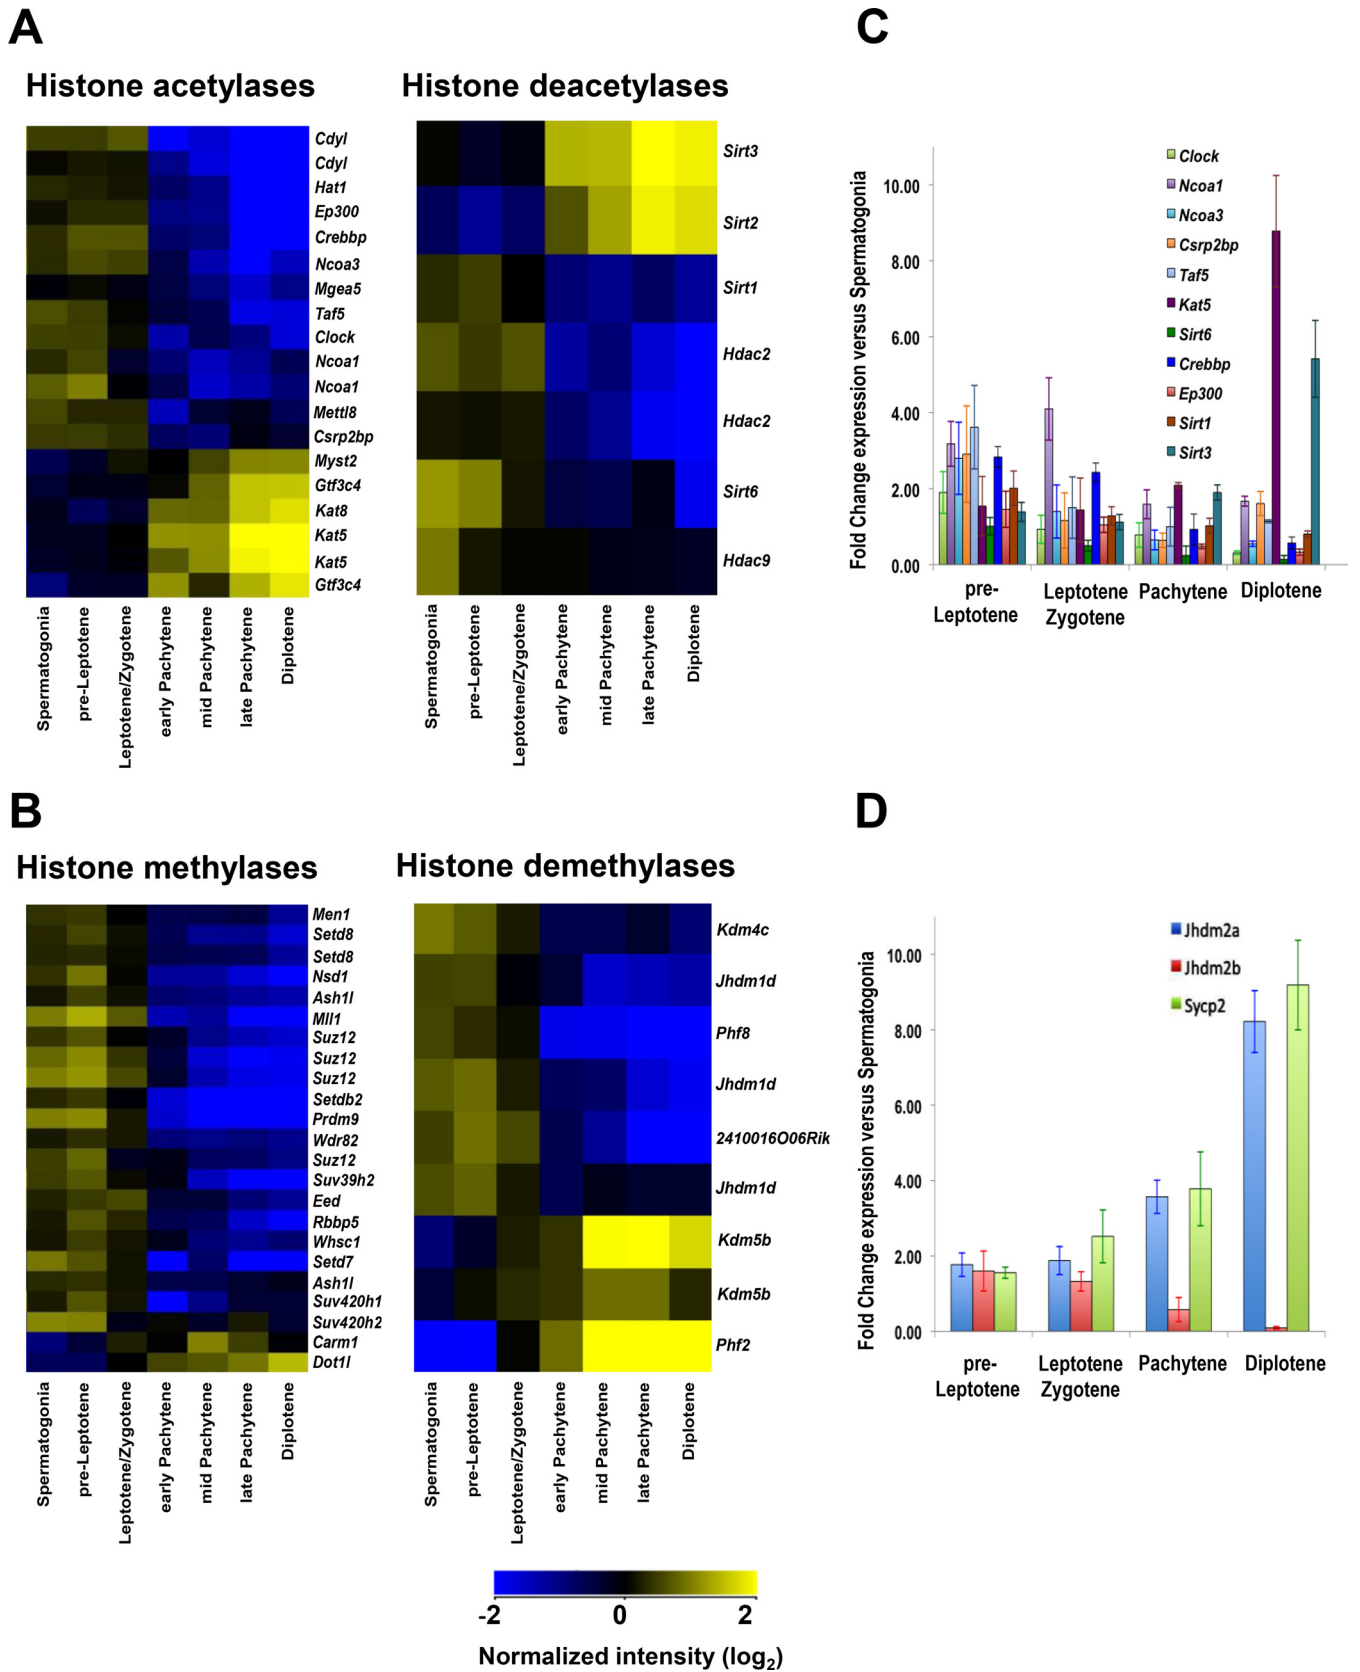 A
Histone acetylases
Cdyl
Cdyl
Hat1
Ep300
Crebbp
Ncoa3
Mgea5
Taf5
Clock
Ncoa1
Ncoa1
Mettl8
Csrp2bp
Myst2
Gtf3c4
Kat8
Kat5
Kat5
Gtf3c4
Spermatogonia
pre-Leptotene
Leptotene/Zygotene
early Pachytene
mid Pachytene
late Pachytene
Diplotene
Histone deacetylases
Sirt3
Sirt2
Sirt1
Hdac2
Hdac2
Sirt6
Hdac9
Spermatogonia
pre-Leptotene
Leptotene/Zygotene
early Pachytene
mid Pachytene
late Pachytene
Diplotene
C
Fold Change expression versus Spermatogonia
10.00
8.00
6.00
4.00
2.00
0.00
Clock
Ncoa1
Ncoa3
Csrp2bp
Taf5
Kat5
Sirt6
Crebbp
Ep300
Sirt1
Sirt3
pre-
Leptotene
Leptotene
Zygotene
Pachytene
Diplotene
B
Histone methylases
Men1
Setd8
Setd8
Nsd1
Ash1l
Mll1
Suz12
Suz12
Suz12
Setdb2
Prdm9
Wdr82
Suz12
Suv39h2
Eed
Rbbp5
Whsc1
Setd7
Ash1l
Suv420h1
Suv420h2
Carm1
Dot1l
Spermatogonia
pre-Leptotene
Leptotene/Zygotene
early Pachytene
mid Pachytene
late Pachytene
Diplotene
Histone demethylases
Kdm4c
Jhdm1d
Phf8
Jhdm1d
2410016O06Rik
Jhdm1d
Kdm5b
Kdm5b
Phf2
Spermatogonia
pre-Leptotene
Leptotene/Zygotene
early Pachytene
mid Pachytene
late Pachytene
Diplotene
-2
0
2
Normalized intensity (log₂)
D
Fold Change expression versus Spermatogonia
10.00
8.00
6.00
4.00
2.00
0.00
Jhdm2a
Jhdm2b
Sycp2
pre-
Leptotene
Leptotene
Zygotene
Pachytene
Diplotene